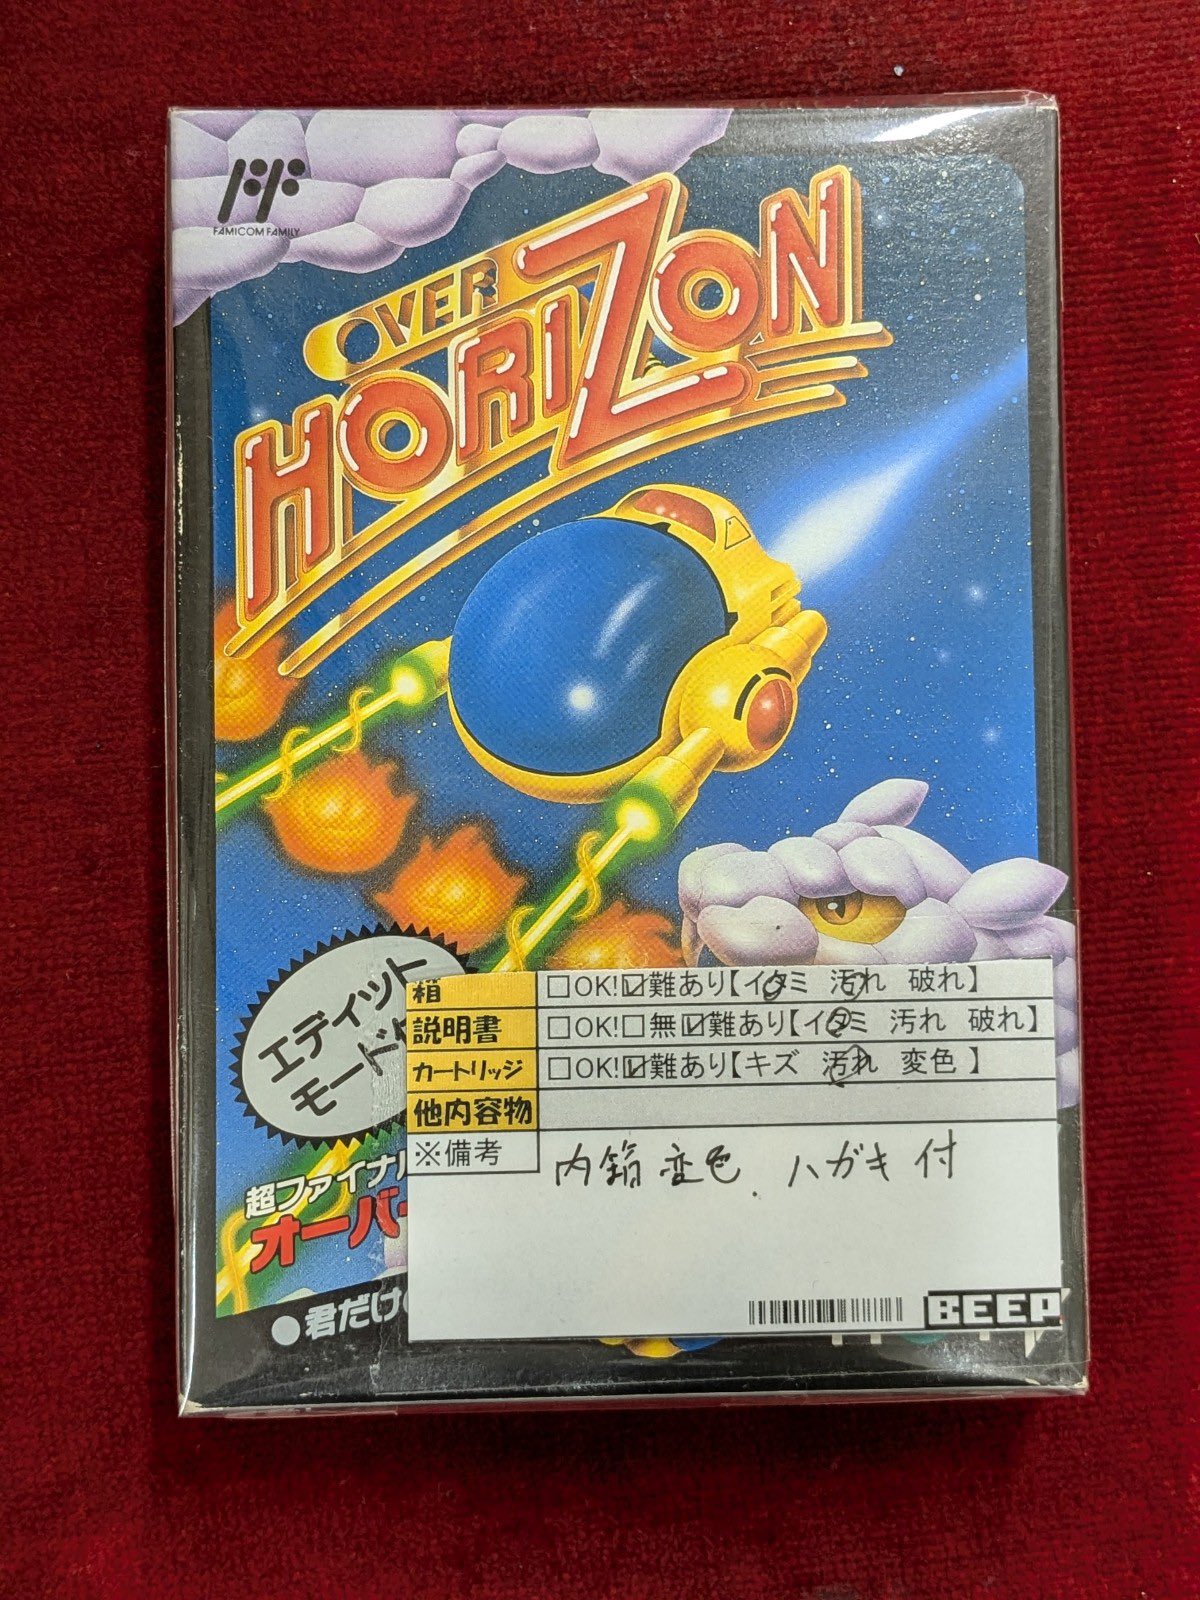 FAMICOM FAMILY
OVER
HORIZON
エディット
モード
箱 □OK!☑難あり【イタミ 汚れ 破れ】
説明書 □OK!□無☑難あり【イタミ 汚れ 破れ】
カートリッジ □OK!☑難あり【キズ 汚れ 変色 】
他内容物
※備考 内箱変色. ハガキ付
超ファイナル
オーバー
●君だけの
BEEP